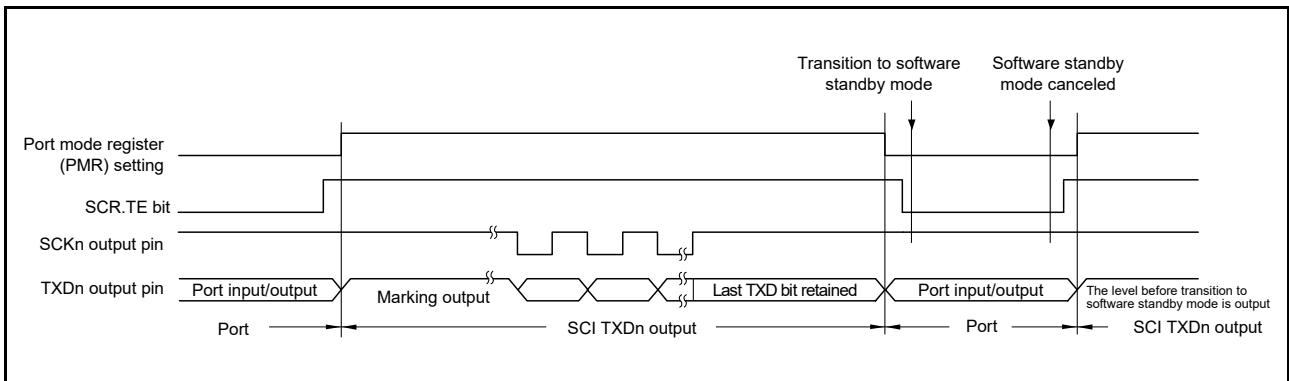 Transition to software
standby mode
Software standby
mode canceled
Port mode register
(PMR) setting
SCR.TE bit
SCKn output pin
TXDn output pin
Port input/output
Marking output
Last TXD bit retained
Port input/output
The level before transition to
software standby mode is output
Port
SCI TXDn output
Port
SCI TXDn output